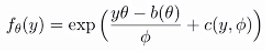 f_θ(y) = exp ( (yθ − b(θ)) / ϕ + c(y, ϕ) )